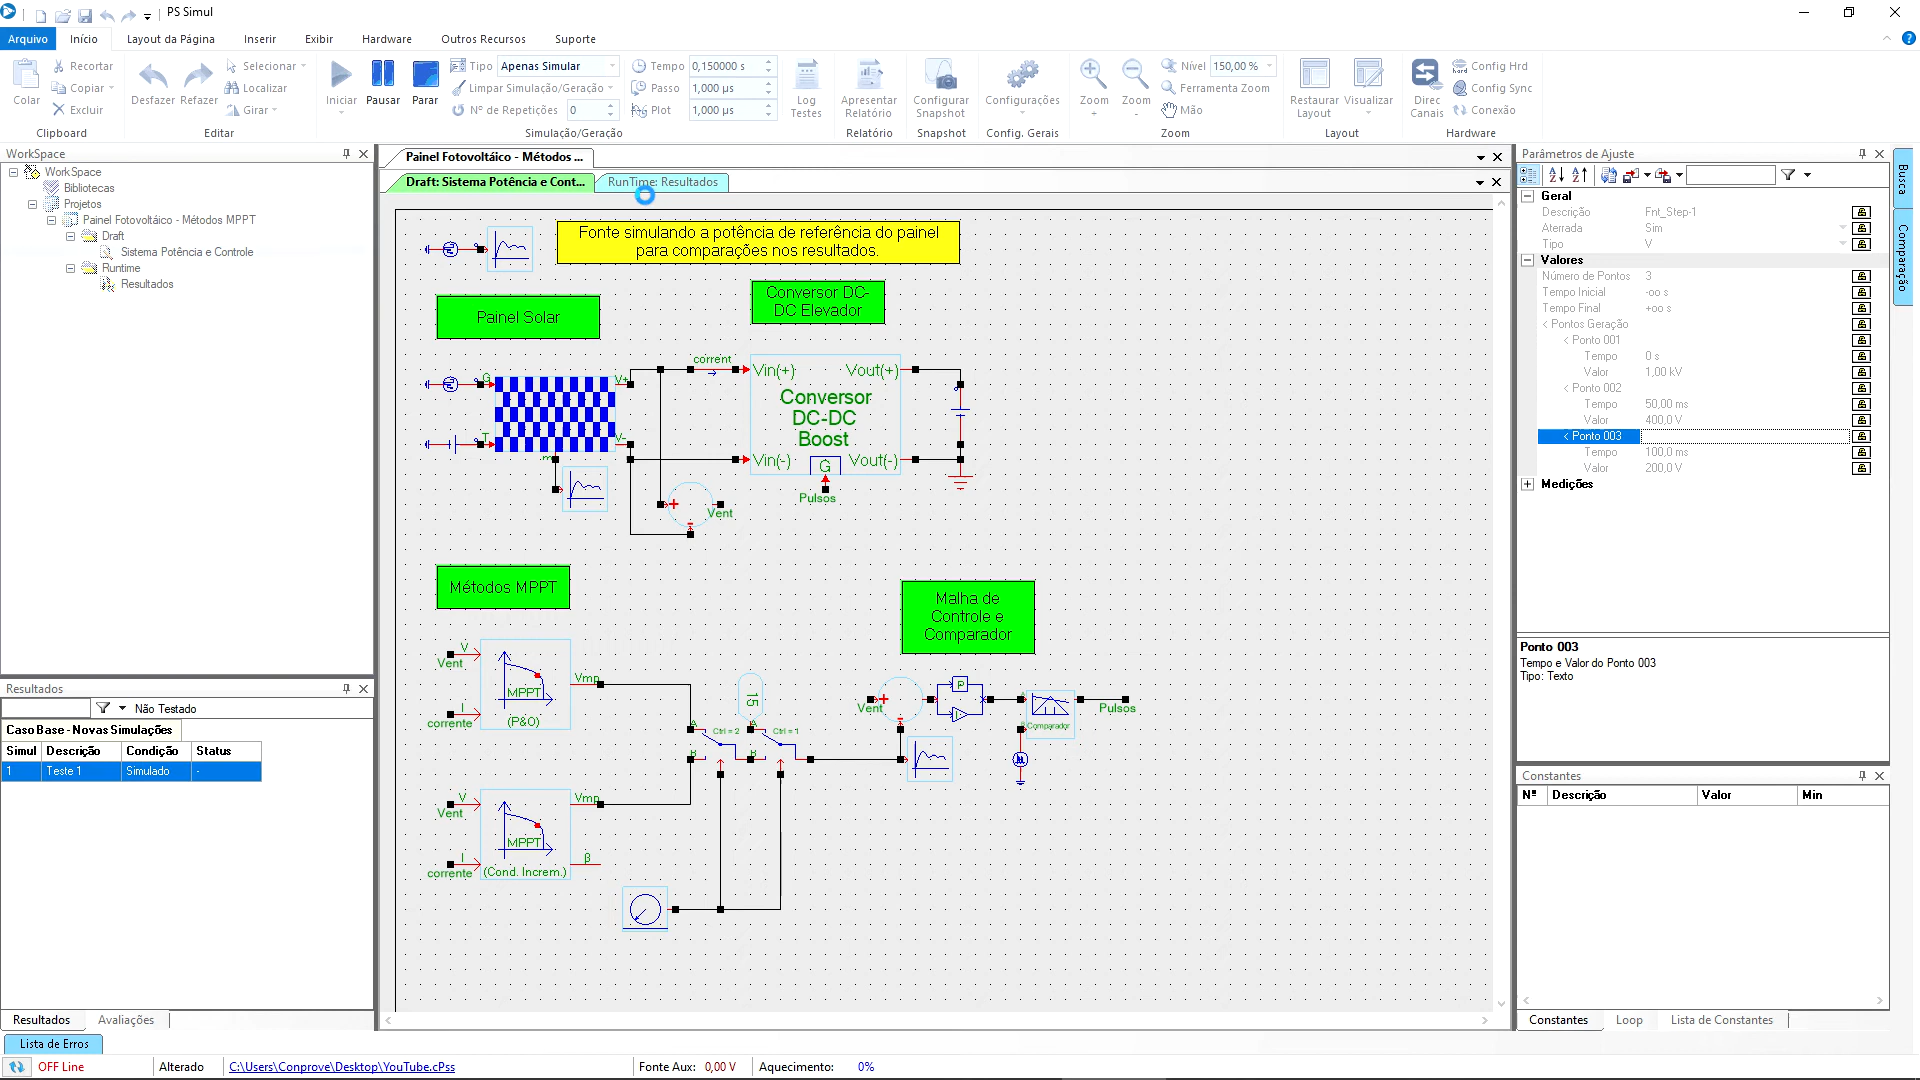 PS Simul
Arquivo Início Layout da Página Inserir Exibir Hardware Outros Recursos Suporte
Colar Recortar Copiar Excluir Clipboard
Desfazer Refazer Selecionar Localizar Girar Editar
Iniciar Pausar Parar
Tipo Apenas Simular
Limpar Simulação/Geração
Nº de Repetições 0
Tempo 0,150000 s
Passo 1,000 µs
Plot 1,000 µs
Simulação/Geração
Log Testes
Apresentar Relatório
Relatório
Configurar Snapshot
Snapshot
Configurações
Config. Gerais
Zoom + Zoom -
Nível 150,00 %
Ferramenta Zoom
Mão
Zoom
Restaurar Layout Visualizar
Layout
Direc Canais
Config Hrd
Config Sync
Conexão
Hardware
WorkSpace
WorkSpace
Bibliotecas
Projetos
Painel Fotovoltáico - Métodos MPPT
Draft
Sistema Potência e Controle
Runtime
Resultados
Resultados
Não Testado
Caso Base - Novas Simulações
Simul Descrição Condição Status
1 Teste 1 Simulado -
Resultados Avaliações
Painel Fotovoltáico - Métodos ...
Draft: Sistema Potência e Cont... RunTime: Resultados
Fonte simulando a potência de referência do painel
para comparações nos resultados.
Painel Solar
Conversor DC-
DC Elevador
G
T
V+
V-
m
corrent
Vin(+) Vout(+)
Conversor
DC-DC
Boost
Vin(-) G Vout(-)
Pulsos
Vent
Métodos MPPT
Malha de
Controle e
Comparador
V
Vent
MPPT
(P&O)
I
corrente
Vmp
15
A
Ctrl = 2
B
A
Ctrl = 1
B
Vent
P
I
Comparador
Pulsos
V
Vent
MPPT
(Cond. Increm.)
I
corrente
Vmp
β
Parâmetros de Ajuste
Geral
Descrição Fnt_Step-1
Aterrada Sim
Tipo V
Valores
Número de Pontos 3
Tempo Inicial -oo s
Tempo Final +oo s
< Pontos Geração
< Ponto 001
Tempo 0 s
Valor 1,00 kV
< Ponto 002
Tempo 50,00 ms
Valor 400,0 V
< Ponto 003
Tempo 100,0 ms
Valor 200,0 V
Medições
Ponto 003
Tempo e Valor do Ponto 003
Tipo: Texto
Constantes
Nº Descrição Valor Min
Constantes Loop Lista de Constantes
Busca
Comparação
Lista de Erros
OFF Line Alterado C:\Users\Conprove\Desktop\YouTube.cPss Fonte Aux: 0,00 V Aquecimento: 0%